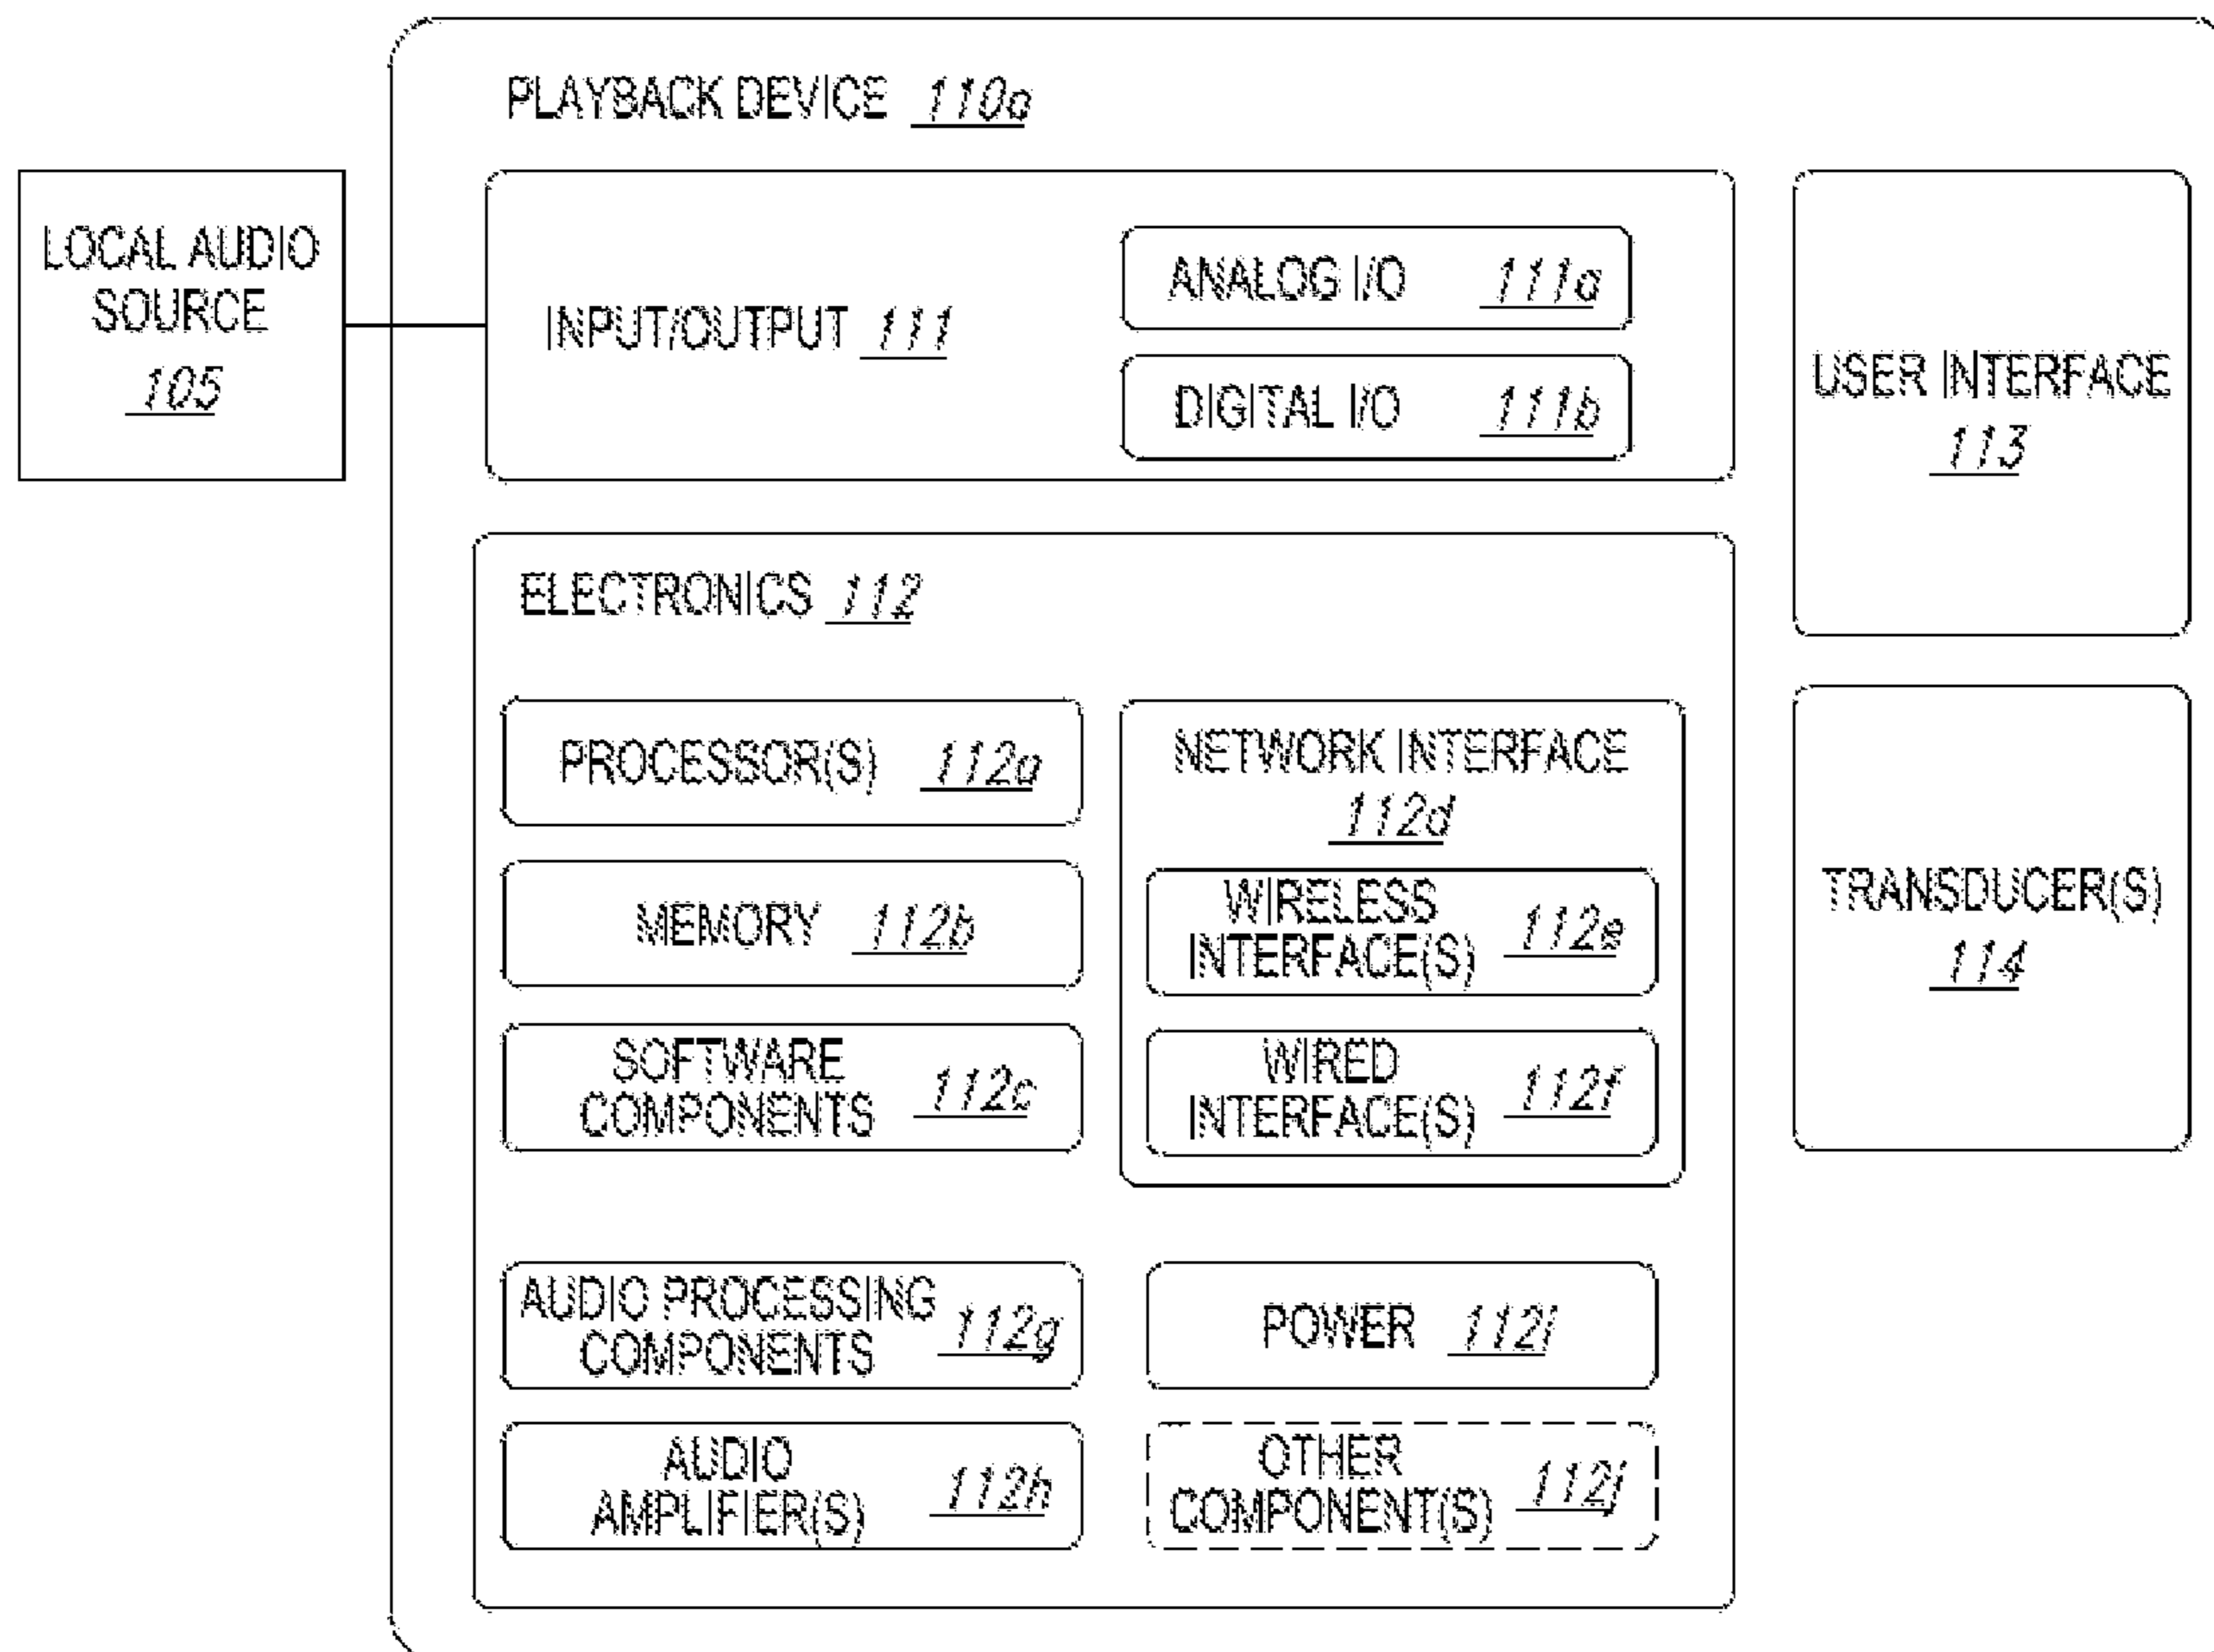 PLAYBACK DEVICE 110a
LOCAL AUDIO
SOURCE
105
INPUT/OUTPUT 111
ANALOG I/O 111a
DIGITAL I/O 111b
USER INTERFACE
113
ELECTRONICS 112
PROCESSOR(S) 112a
MEMORY 112b
SOFTWARE
COMPONENTS 112c
NETWORK INTERFACE
112d
WIRELESS
INTERFACE(S) 112e
WIRED
INTERFACE(S) 112f
TRANSDUCER(S)
114
AUDIO PROCESSING
COMPONENTS 112g
AUDIO
AMPLIFIER(S) 112h
POWER 112i
OTHER
COMPONENT(S) 112j